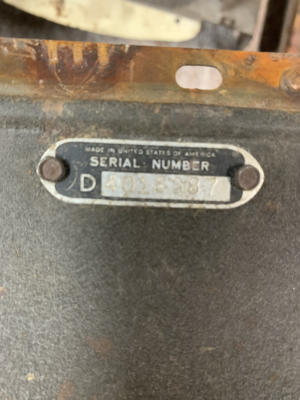 MADE IN UNITED STATES OF AMERICA
SERIAL NUMBER
D